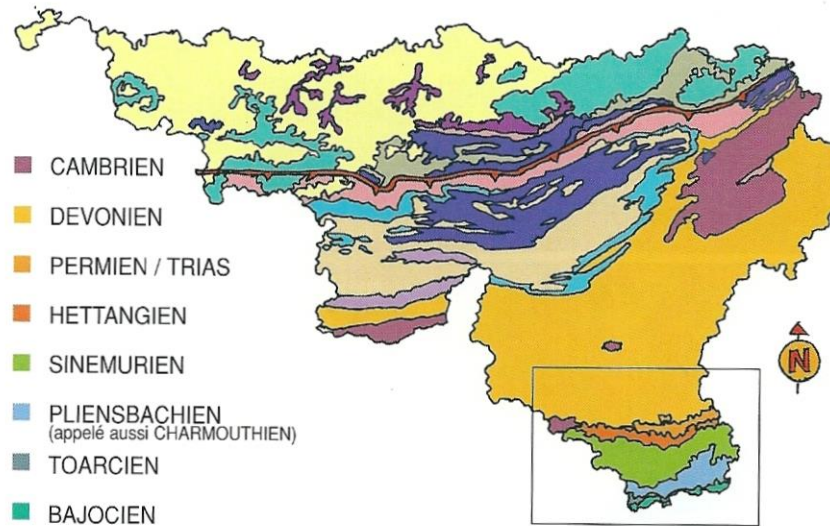 CAMBRIEN
DEVONIEN
PERMIEN / TRIAS
HETTANGIEN
SINEMURIEN
PLIENSBACHIEN
(appelé aussi CHARMOUTHIEN)
TOARCIEN
BAJOCIEN
N